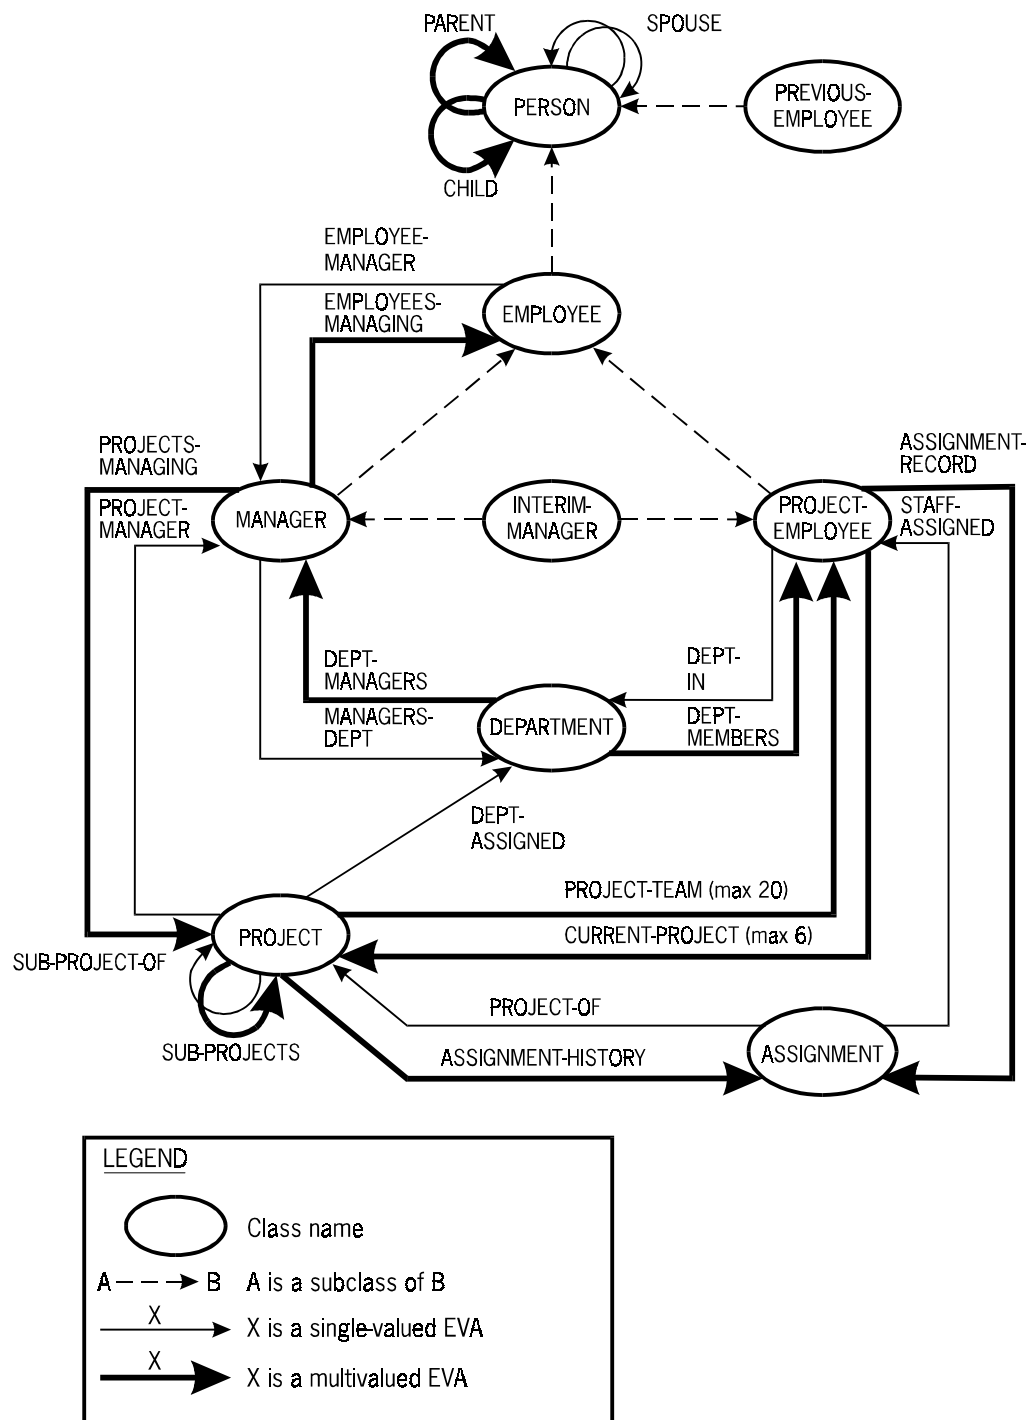 PARENT
SPOUSE
PERSON
PREVIOUS-
EMPLOYEE
CHILD
EMPLOYEE-
MANAGER
EMPLOYEES-
MANAGING
EMPLOYEE
PROJECTS-
MANAGING
ASSIGNMENT-
RECORD
PROJECT-
MANAGER
MANAGER
INTERIM-
MANAGER
PROJECT-
EMPLOYEE
STAFF-
ASSIGNED
DEPT-
MANAGERS
DEPT-
IN
MANAGERS-
DEPT
DEPARTMENT
DEPT-
MEMBERS
DEPT-
ASSIGNED
PROJECT-TEAM (max 20)
PROJECT
CURRENT-PROJECT (max 6)
SUB-PROJECT-OF
PROJECT-OF
SUB-PROJECTS
ASSIGNMENT-HISTORY
ASSIGNMENT
LEGEND
Class name
A B A is a subclass of B
X
X is a single-valued EVA
X
X is a multivalued EVA